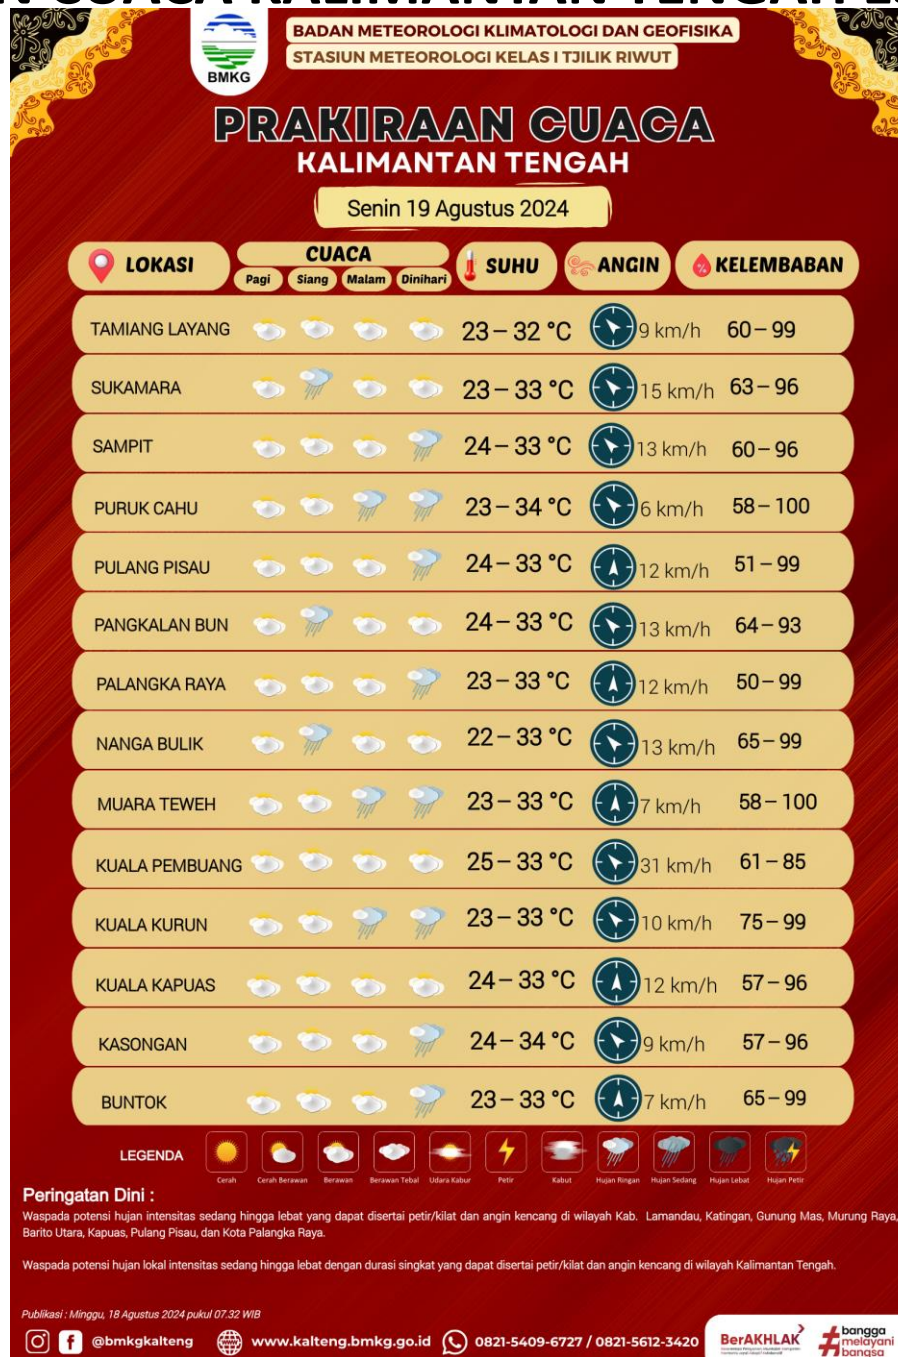 N CUACA KALIMANTAN TENGAH
BADAN METEOROLOGI KLIMATOLOGI DAN GEOFISIKA
STASIUN METEOROLOGI KELAS I TJILIK RIWUT
BMKG
PRAKIRAAN CUACA
KALIMANTAN TENGAH
Senin 19 Agustus 2024
LOKASI CUACA SUHU ANGIN KELEMBABAN
Pagi Siang Malam Dinihari
TAMIANG LAYANG 23 – 32 °C 9 km/h 60 – 99
SUKAMARA 23 – 33 °C 15 km/h 63 – 96
SAMPIT 24 – 33 °C 13 km/h 60 – 96
PURUK CAHU 23 – 34 °C 6 km/h 58 – 100
PULANG PISAU 24 – 33 °C 12 km/h 51 – 99
PANGKALAN BUN 24 – 33 °C 13 km/h 64 – 93
PALANGKA RAYA 23 – 33 °C 12 km/h 50 – 99
NANGA BULIK 22 – 33 °C 13 km/h 65 – 99
MUARA TEWEH 23 – 33 °C 7 km/h 58 – 100
KUALA PEMBUANG 25 – 33 °C 31 km/h 61 – 85
KUALA KURUN 23 – 33 °C 10 km/h 75 – 99
KUALA KAPUAS 24 – 33 °C 12 km/h 57 – 96
KASONGAN 24 – 34 °C 9 km/h 57 – 96
BUNTOK 23 – 33 °C 7 km/h 65 – 99
LEGENDA
Cerah Cerah Berawan Berawan Berawan Tebal Udara Kabur Petir Kabut Hujan Ringan Hujan Sedang Hujan Lebat Hujan Petir
Peringatan Dini :
Waspada potensi hujan intensitas sedang hingga lebat yang dapat disertai petir/kilat dan angin kencang di wilayah Kab. Lamandau, Katingan, Gunung Mas, Murung Raya,
Barito Utara, Kapuas, Pulang Pisau, dan Kota Palangka Raya.
Waspada potensi hujan lokal intensitas sedang hingga lebat dengan durasi singkat yang dapat disertai petir/kilat dan angin kencang di wilayah Kalimantan Tengah.
Publikasi : Minggu, 18 Agustus 2024 pukul 07.32 WIB
@bmkgkalteng www.kalteng.bmkg.go.id 0821-5409-6727 / 0821-5612-3420
BerAKHLAK
#bangga
melayani
bangsa